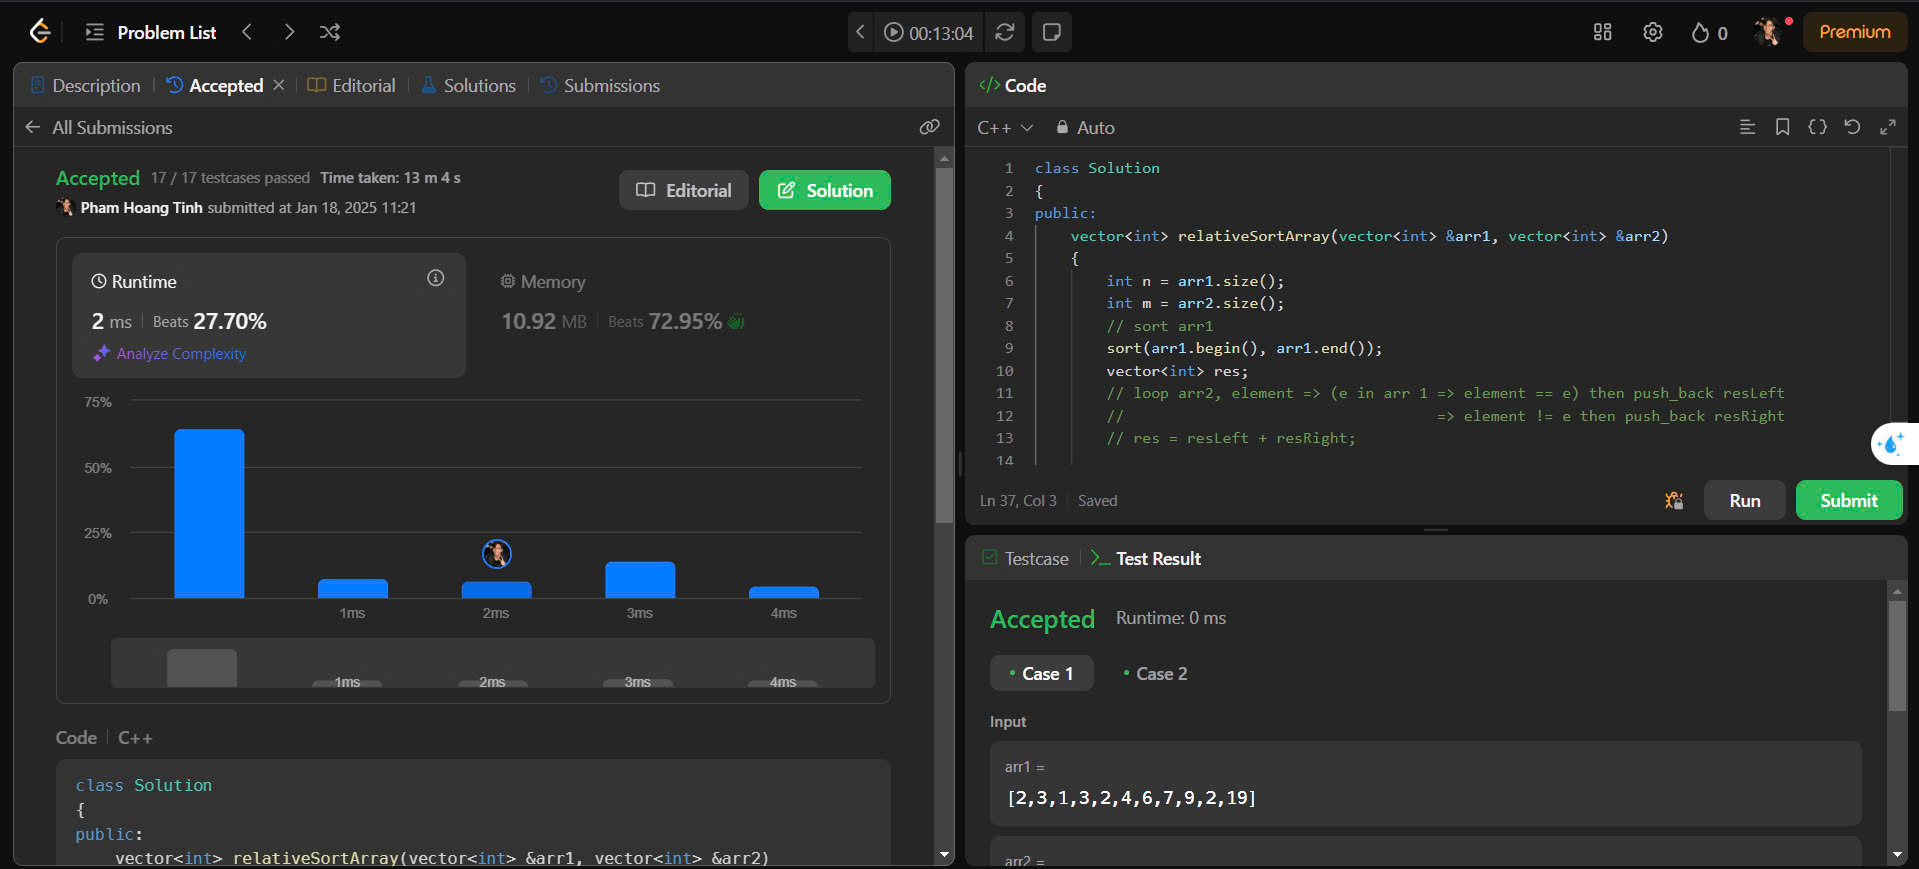 Problem List
00:13:04
0
Premium
Description
Accepted
Editorial
Solutions
Submissions
All Submissions
Accepted 17 / 17 testcases passed Time taken: 13 m 4 s
Pham Hoang Tinh submitted at Jan 18, 2025 11:21
Editorial
Solution
Runtime
2 ms Beats 27.70%
Analyze Complexity
Memory
10.92 MB Beats 72.95%
75%
50%
25%
0%
1ms 2ms 3ms 4ms
1ms 2ms 3ms 4ms
Code C++
class Solution
{
public:
vector<int> relativeSortArray(vector<int> &arr1, vector<int> &arr2)
</> Code
C++ Auto
1 class Solution
2 {
3 public:
4 vector<int> relativeSortArray(vector<int> &arr1, vector<int> &arr2)
5 {
6 int n = arr1.size();
7 int m = arr2.size();
8 // sort arr1
9 sort(arr1.begin(), arr1.end());
10 vector<int> res;
11 // loop arr2, element => (e in arr 1 => element == e) then push_back resLeft
12 // => element != e then push_back resRight
13 // res = resLeft + resRight;
14
Ln 37, Col 3 Saved
Run
Submit
Testcase
>_ Test Result
Accepted Runtime: 0 ms
• Case 1
• Case 2
Input
arr1 =
[2,3,1,3,2,4,6,7,9,2,19]
arr2 =